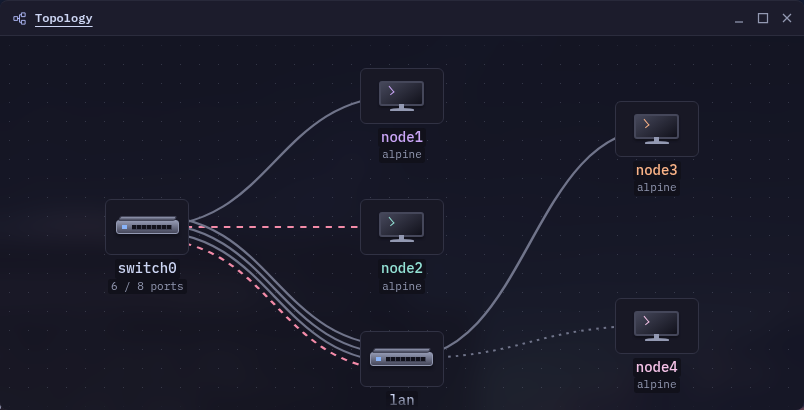 Topology
node1
alpine
node3
alpine
switch0
6 / 8 ports
node2
alpine
lan
node4
alpine